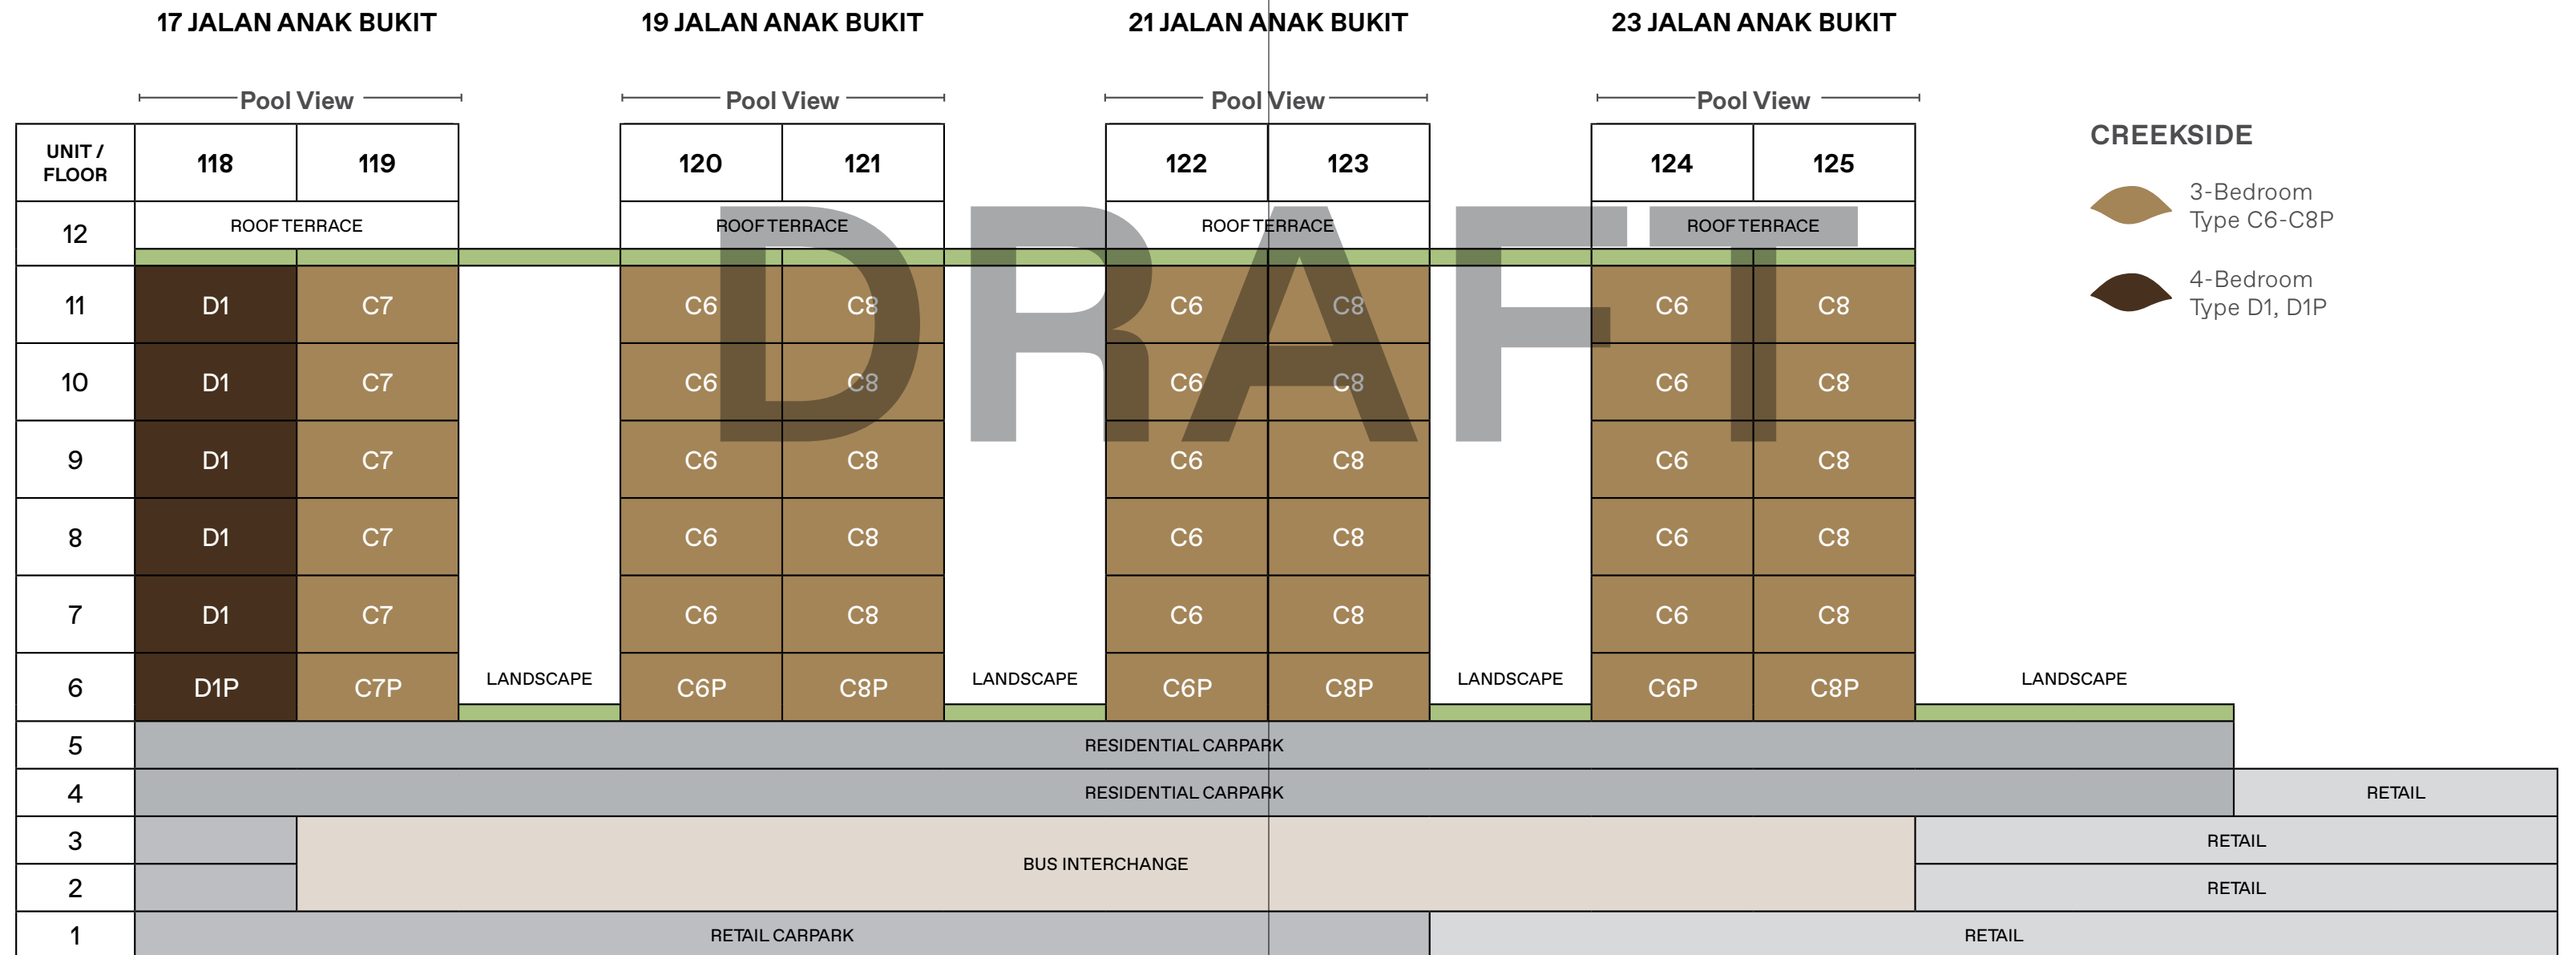 17 JALAN ANAK BUKIT 19 JALAN ANAK BUKIT 21 JALAN ANAK BUKIT 23 JALAN ANAK BUKIT
Pool View Pool View Pool View Pool View
UNIT /
FLOOR
118 119 120 121 122 123 124 125
12 ROOF TERRACE ROOF TERRACE ROOF TERRACE ROOF TERRACE
11 D1 C7 C6 C8 C6 C8 C6 C8
10 D1 C7 C6 C8 C6 C8 C6 C8
9 D1 C7 C6 C8 C6 C8 C6 C8
8 D1 C7 C6 C8 C6 C8 C6 C8
7 D1 C7 C6 C8 C6 C8 C6 C8
6 D1P C7P LANDSCAPE C6P C8P LANDSCAPE C6P C8P LANDSCAPE C6P C8P LANDSCAPE
5 RESIDENTIAL CARPARK
4 RESIDENTIAL CARPARK RETAIL
3 RETAIL
BUS INTERCHANGE
2 RETAIL
1 RETAIL CARPARK RETAIL
CREEKSIDE
3-Bedroom
Type C6-C8P
4-Bedroom
Type D1, D1P
DRAFT